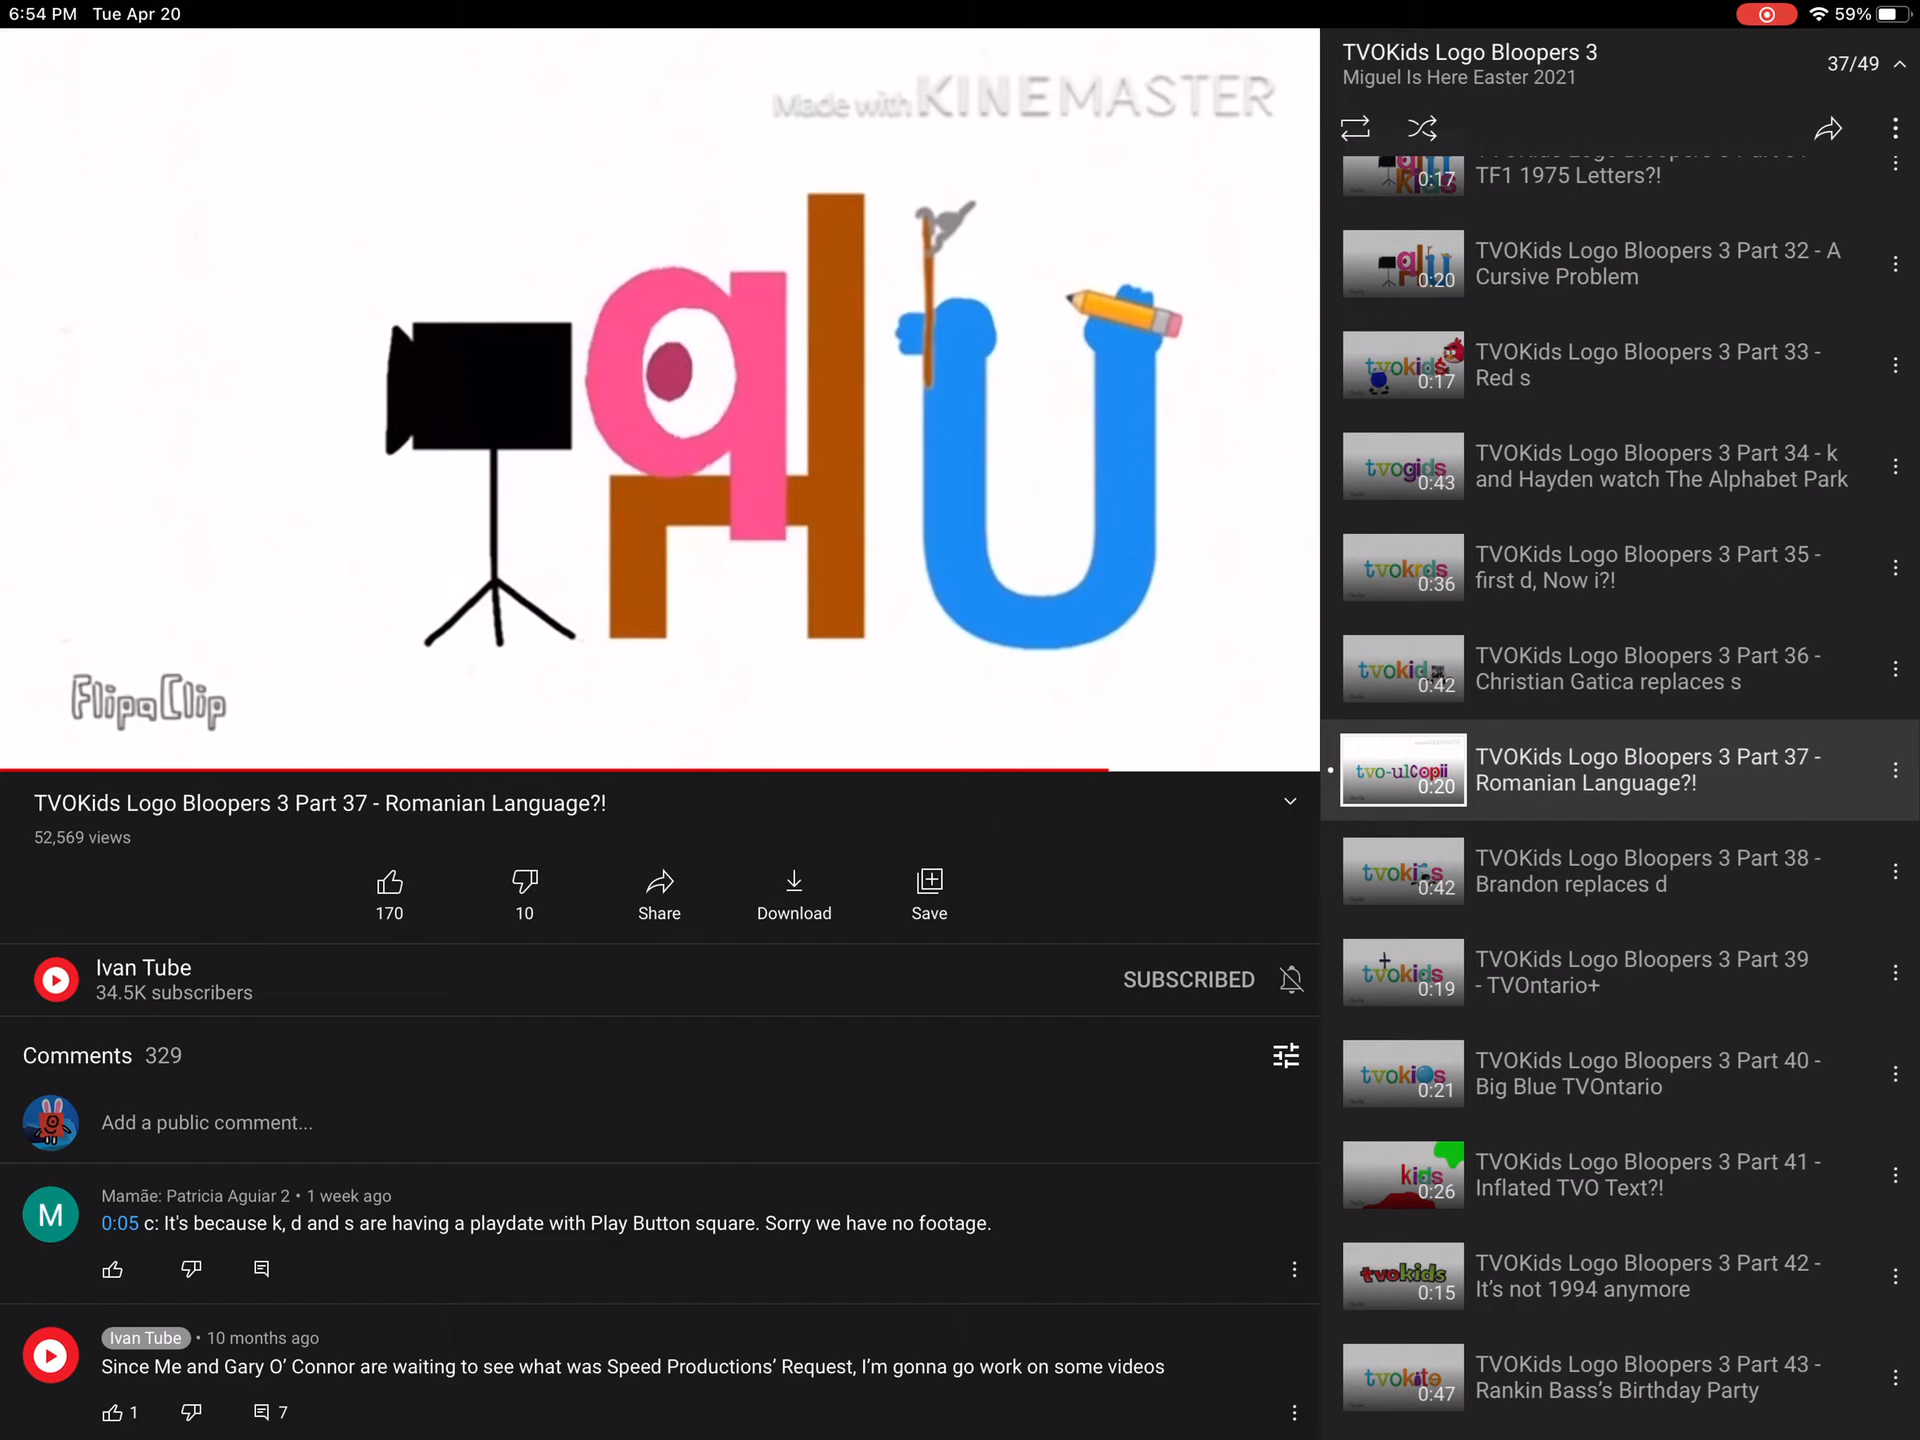 6:54 PM Tue Apr 20
59%
Made with KINEMASTER
FlipaClip
TVOKids Logo Bloopers 3 Part 37 - Romanian Language?!
52,569 views
170
10
Share
Download
Save
Ivan Tube
34.5K subscribers
SUBSCRIBED
Comments 329
Add a public comment...
M
Mamãe: Patricia Aguiar 2 • 1 week ago
0:05 c: It's because k, d and s are having a playdate with Play Button square. Sorry we have no footage.
Ivan Tube • 10 months ago
Since Me and Gary O’ Connor are waiting to see what was Speed Productions’ Request, I’m gonna go work on some videos
1
7
TVOKids Logo Bloopers 3
Miguel Is Here Easter 2021
37/49
kids
0:17
TF1 1975 Letters?!
0:20
TVOKids Logo Bloopers 3 Part 32 - A
Cursive Problem
tvokids
0:17
TVOKids Logo Bloopers 3 Part 33 -
Red s
tvogids
0:43
TVOKids Logo Bloopers 3 Part 34 - k
and Hayden watch The Alphabet Park
tvokrds
0:36
TVOKids Logo Bloopers 3 Part 35 -
first d, Now i?!
tvokid
0:42
TVOKids Logo Bloopers 3 Part 36 -
Christian Gatica replaces s
tvo-ulCopii
0:20
TVOKids Logo Bloopers 3 Part 37 -
Romanian Language?!
0:42
TVOKids Logo Bloopers 3 Part 38 -
Brandon replaces d
tvokids
0:19
TVOKids Logo Bloopers 3 Part 39
- TVOntario+
0:21
TVOKids Logo Bloopers 3 Part 40 -
Big Blue TVOntario
kids
0:26
TVOKids Logo Bloopers 3 Part 41 -
Inflated TVO Text?!
tvokids
0:15
TVOKids Logo Bloopers 3 Part 42 -
It’s not 1994 anymore
0:47
TVOKids Logo Bloopers 3 Part 43 -
Rankin Bass’s Birthday Party